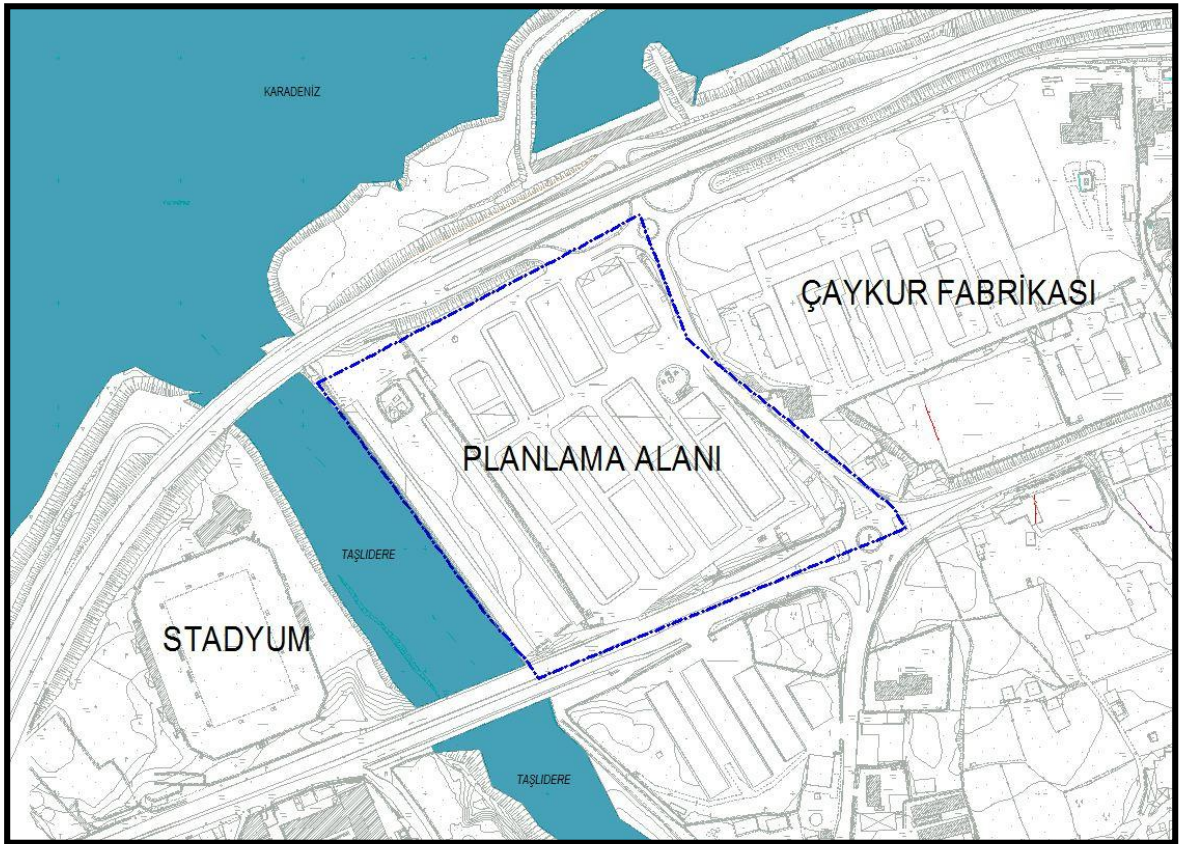 KARADENİZ
ÇAYKUR FABRİKASI
PLANLAMA ALANI
TAŞLIDERE
STADYUM
TAŞLIDERE